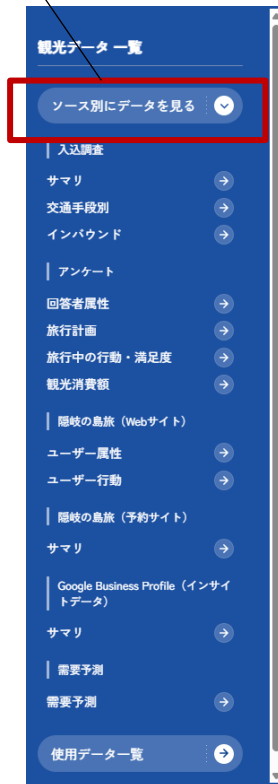 観光データ一覧
ソース別にデータを見る
入込調査
サマリ
交通手段別
インバウンド
アンケート
回答者属性
旅行計画
旅行中の行動・満足度
観光消費額
隠岐の島旅（Webサイト）
ユーザー属性
ユーザー行動
隠岐の島旅（予約サイト）
サマリ
Google Business Profile（インサイ
トデータ）
サマリ
需要予測
需要予測
使用データ一覧